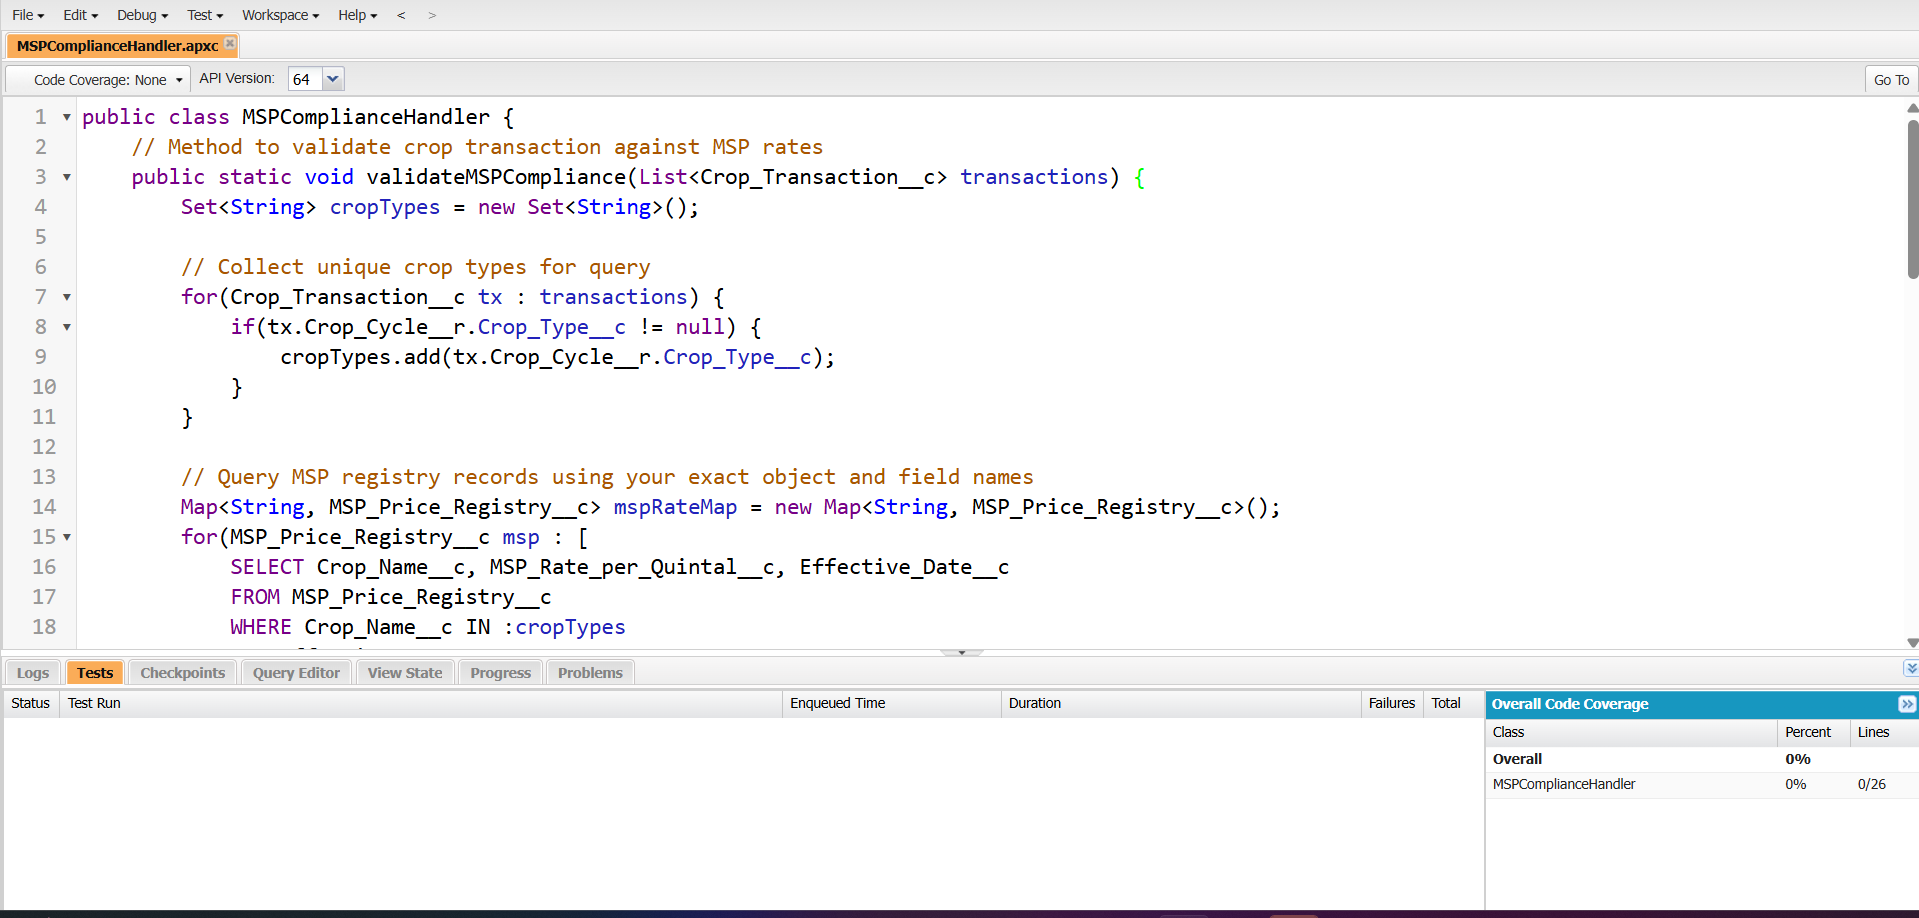 File Edit Debug Test Workspace Help < >
MSPComplianceHandler.apxc
Code Coverage: None API Version: 64 Go To
1 public class MSPComplianceHandler {
2 // Method to validate crop transaction against MSP rates
3 public static void validateMSPCompliance(List<Crop_Transaction__c> transactions) {
4 Set<String> cropTypes = new Set<String>();
5
6 // Collect unique crop types for query
7 for(Crop_Transaction__c tx : transactions) {
8 if(tx.Crop_Cycle__r.Crop_Type__c != null) {
9 cropTypes.add(tx.Crop_Cycle__r.Crop_Type__c);
10 }
11 }
12
13 // Query MSP registry records using your exact object and field names
14 Map<String, MSP_Price_Registry__c> mspRateMap = new Map<String, MSP_Price_Registry__c>();
15 for(MSP_Price_Registry__c msp : [
16 SELECT Crop_Name__c, MSP_Rate_per_Quintal__c, Effective_Date__c
17 FROM MSP_Price_Registry__c
18 WHERE Crop_Name__c IN :cropTypes
Logs Tests Checkpoints Query Editor View State Progress Problems
Status Test Run Enqueued Time Duration Failures Total
Overall Code Coverage
Class Percent Lines
Overall 0%
MSPComplianceHandler 0% 0/26